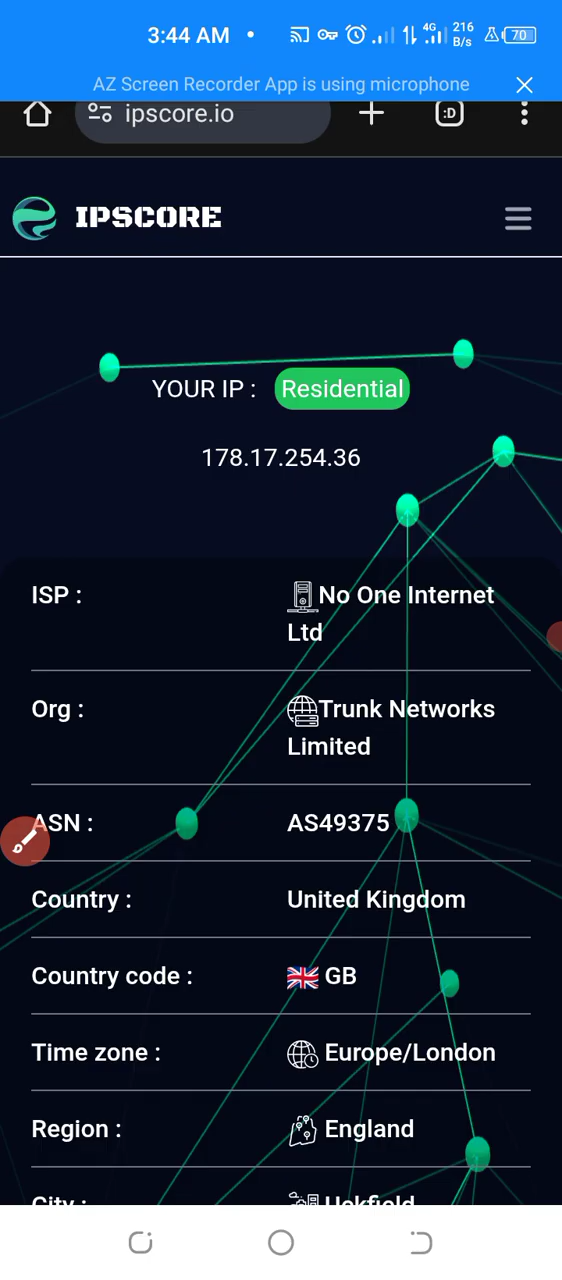 3:44 AM • 4G 216 B/s 70
AZ Screen Recorder App is using microphone
ipscore.io :D
IPSCORE
YOUR IP : Residential
178.17.254.36
ISP : No One Internet
Ltd
Org : Trunk Networks
Limited
ASN : AS49375
Country : United Kingdom
Country code : GB
Time zone : Europe/London
Region : England
City : Uckfield